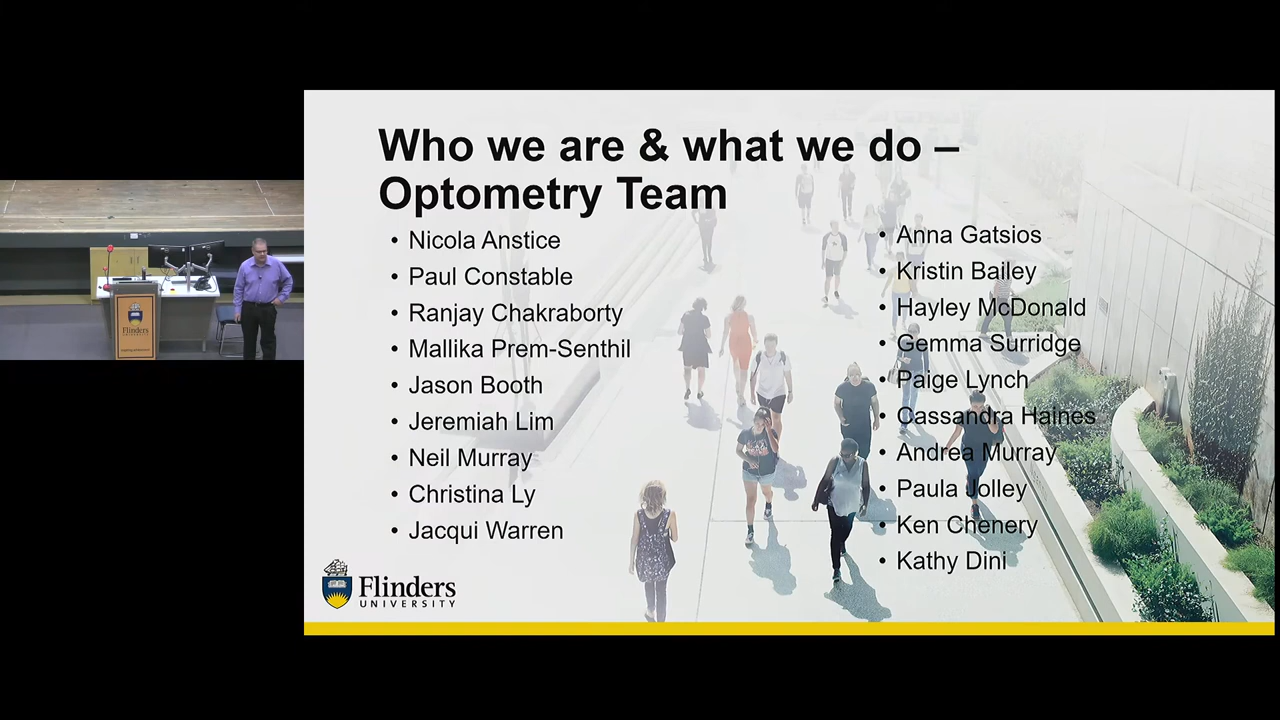 Who we are & what we do –
Optometry Team
• Nicola Anstice
• Paul Constable
• Ranjay Chakraborty
• Mallika Prem-Senthil
• Jason Booth
• Jeremiah Lim
• Neil Murray
• Christina Ly
• Jacqui Warren
• Anna Gatsios
• Kristin Bailey
• Hayley McDonald
• Gemma Surridge
• Paige Lynch
• Cassandra Haines
• Andrea Murray
• Paula Jolley
• Ken Chenery
• Kathy Dini
Flinders
UNIVERSITY
Flinders
UNIVERSITY